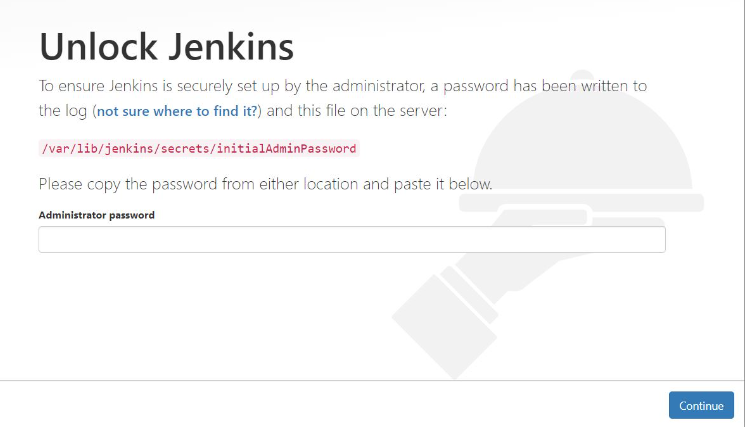 Unlock Jenkins
To ensure Jenkins is securely set up by the administrator, a password has been written to
the log (not sure where to find it?) and this file on the server:
/var/lib/jenkins/secrets/initialAdminPassword
Please copy the password from either location and paste it below.
Administrator password
Continue